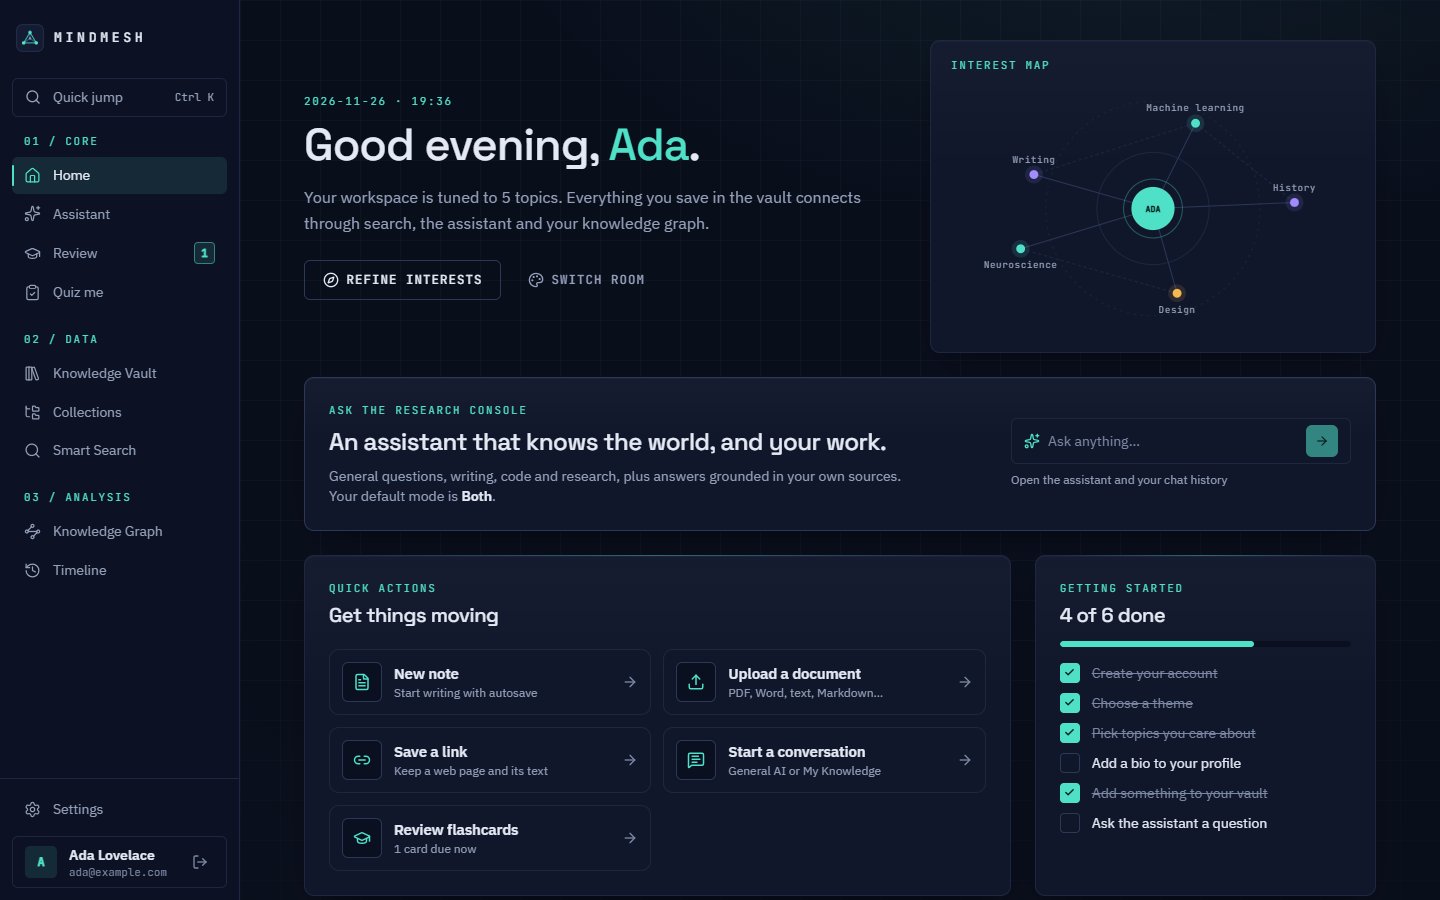 MINDMESH
Quick jump Ctrl K
01 / CORE
Home
Assistant
Review 1
Quiz me
02 / DATA
Knowledge Vault
Collections
Smart Search
03 / ANALYSIS
Knowledge Graph
Timeline
Settings
A
Ada Lovelace
ada@example.com
2026-11-26 · 19:36
Good evening, Ada.
Your workspace is tuned to 5 topics. Everything you save in the vault connects
through search, the assistant and your knowledge graph.
REFINE INTERESTS
SWITCH ROOM
INTEREST MAP
Machine learning
Writing
History
ADA
Neuroscience
Design
ASK THE RESEARCH CONSOLE
An assistant that knows the world, and your work.
General questions, writing, code and research, plus answers grounded in your own sources.
Your default mode is Both.
Ask anything...
Open the assistant and your chat history
QUICK ACTIONS
Get things moving
New note
Start writing with autosave
Upload a document
PDF, Word, text, Markdown...
Save a link
Keep a web page and its text
Start a conversation
General AI or My Knowledge
Review flashcards
1 card due now
GETTING STARTED
4 of 6 done
Create your account
Choose a theme
Pick topics you care about
Add a bio to your profile
Add something to your vault
Ask the assistant a question